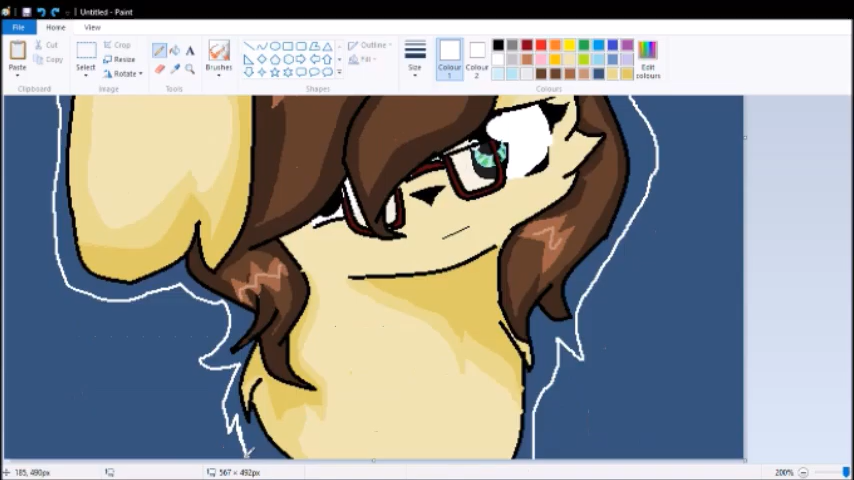 Untitled - Paint
File Home View
Cut Crop Outline
Copy Resize Fill
Paste Select Rotate Brushes Size Colour 1 Colour 2 Edit colours
Clipboard Image Tools Shapes Colours
185, 490px 567 × 492px 200%